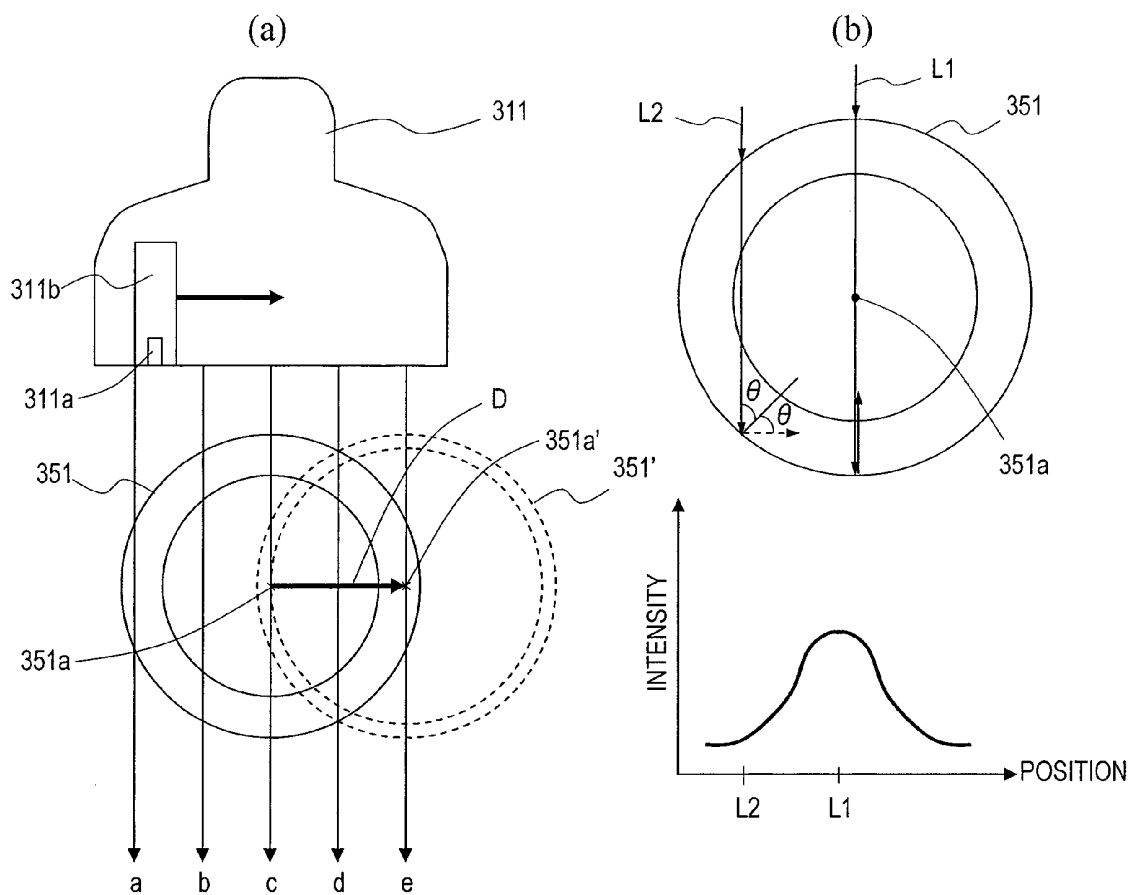 (a)
311
311b
311a
D
351a'
351
351'
351a
a b c d e
(b)
L1
L2
351
θ
θ
351a
INTENSITY
POSITION
L2 L1